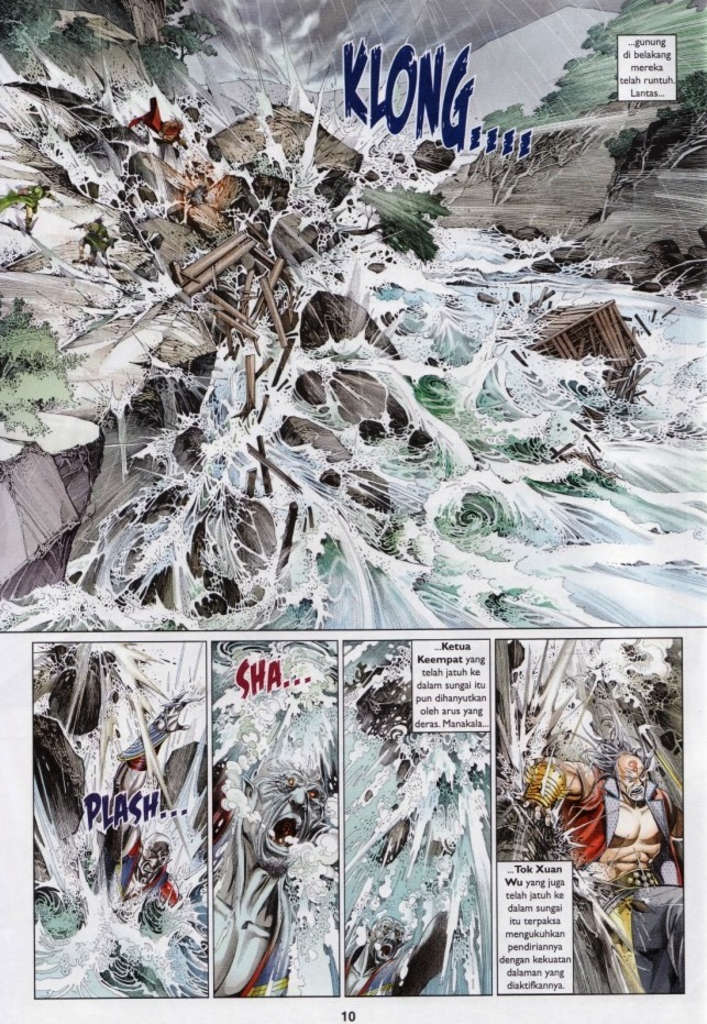 KLONG....
...gunung
di belakang
mereka
telah runtuh.
Lantas...
PLASH...
SHA...
...Ketua
Keempat yang
telah jatuh ke
dalam sungai itu
pun dihanyutkan
oleh arus yang
deras. Manakala...
...Tok Xuan
Wu yang juga
telah jatuh ke
dalam sungai
itu terpaksa
mengukuhkan
pendiriannya
dengan kekuatan
dalaman yang
diaktifkannya.
10